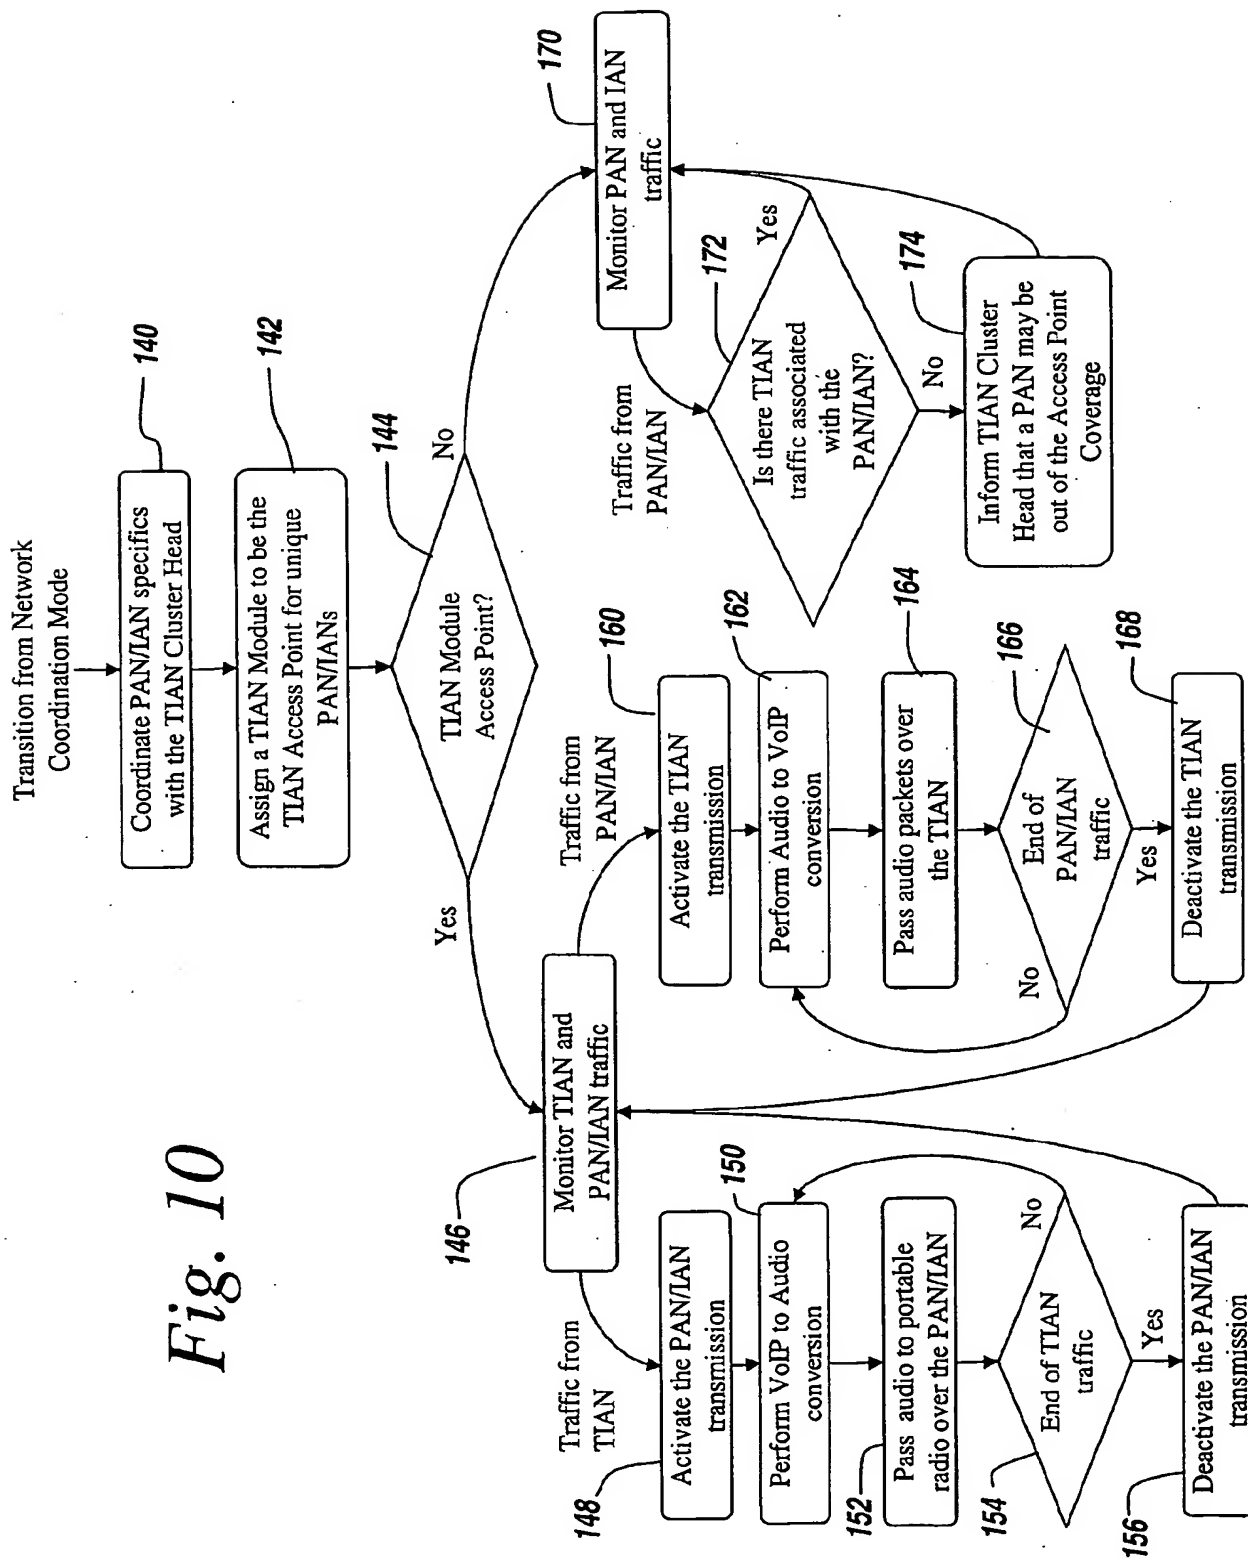 Fig. 10
Transition from Network
Coordination Mode
Coordinate PAN/IAN specifics
with the TIAN Cluster Head
140
Assign a TIAN Module to be the
TIAN Access Point for unique
PAN/IANs
142
TIAN Module
Access Point?
144
Yes
No
Monitor TIAN and
PAN/IAN traffic
146
Traffic from
TIAN
Activate the PAN/IAN
transmission
148
Perform VoIP to Audio
conversion
150
Pass audio to portable
radio over the PAN/IAN
152
End of TIAN
traffic
154
No
Yes
Deactivate the PAN/IAN
transmission
156
Traffic from
PAN/IAN
Activate the TIAN
transmission
160
Perform Audio to VoIP
conversion
162
Pass audio packets over
the TIAN
164
End of
PAN/IAN
traffic
166
No
Yes
Deactivate the TIAN
transmission
168
Monitor PAN and IAN
traffic
170
Traffic from
PAN/IAN
Is there TIAN
traffic associated
with the
PAN/IAN?
172
Yes
No
Inform TIAN Cluster
Head that a PAN may be
out of the Access Point
Coverage
174